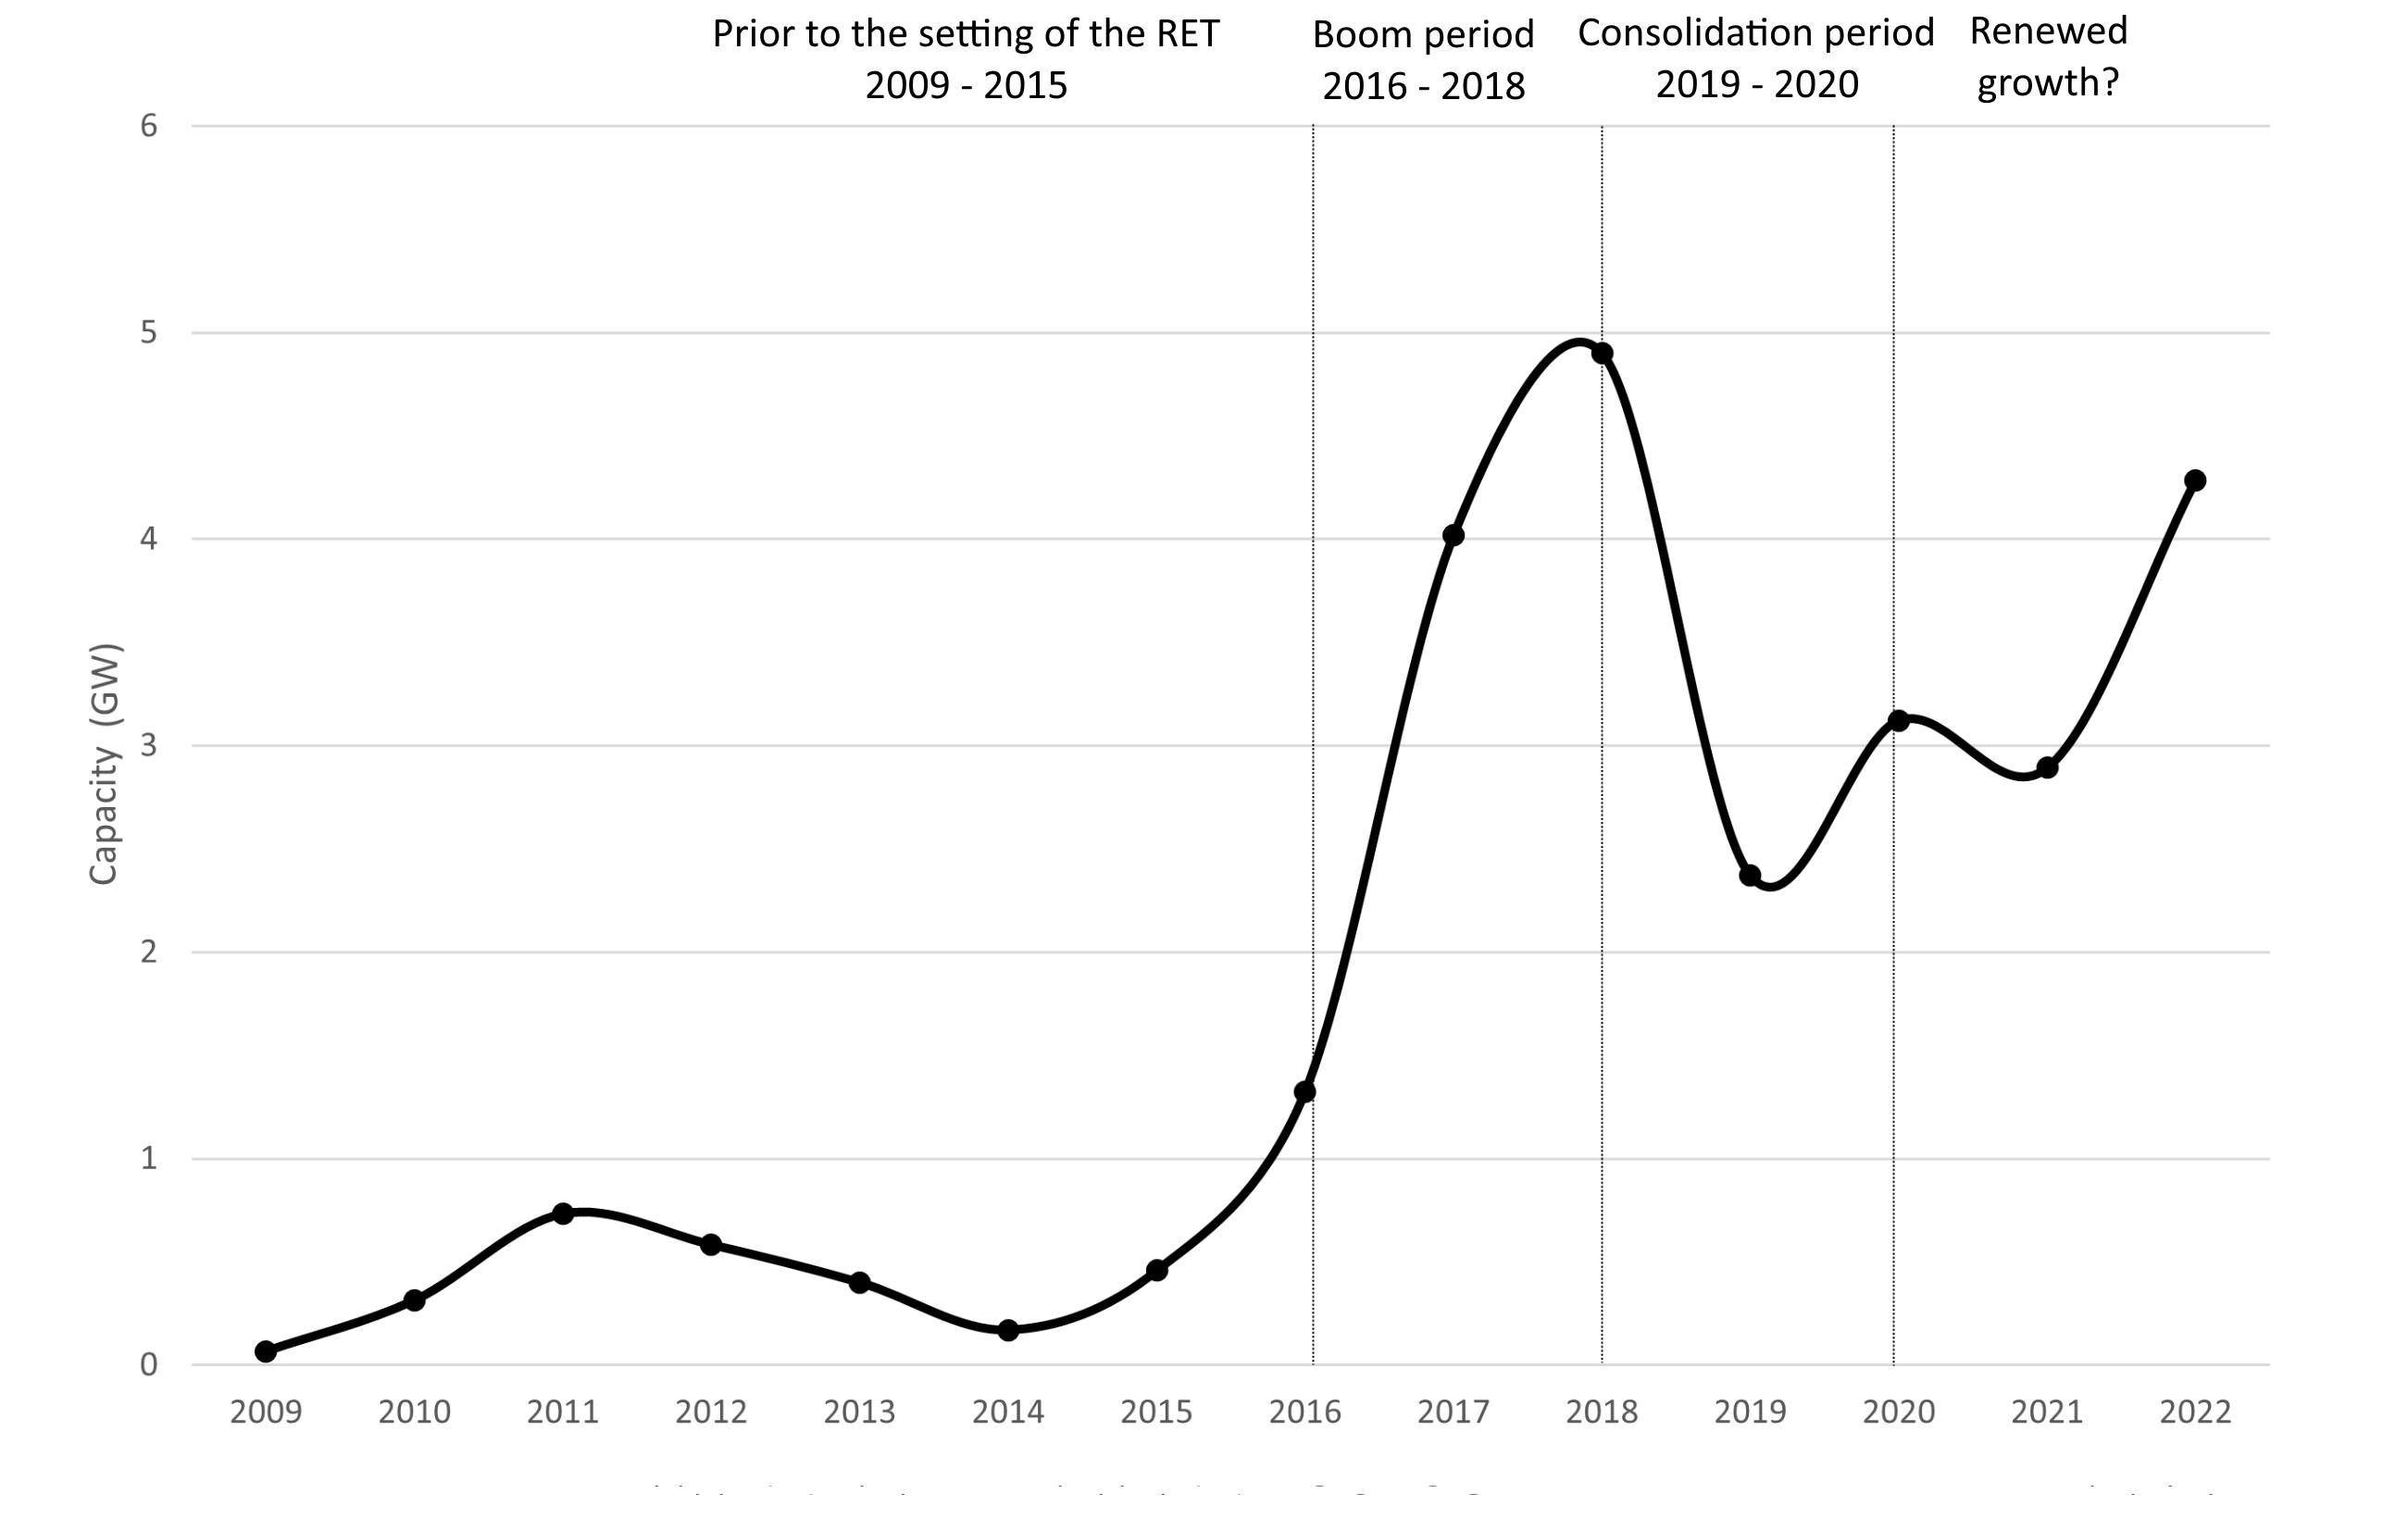 Prior to the setting of the RET
2009 - 2015
Boom period
2016 - 2018
Consolidation period
2019 - 2020
Renewed
growth?
Capacity (GW)
6
5
4
3
2
1
0
2009 2010 2011 2012 2013 2014 2015 2016 2017 2018 2019 2020 2021 2022